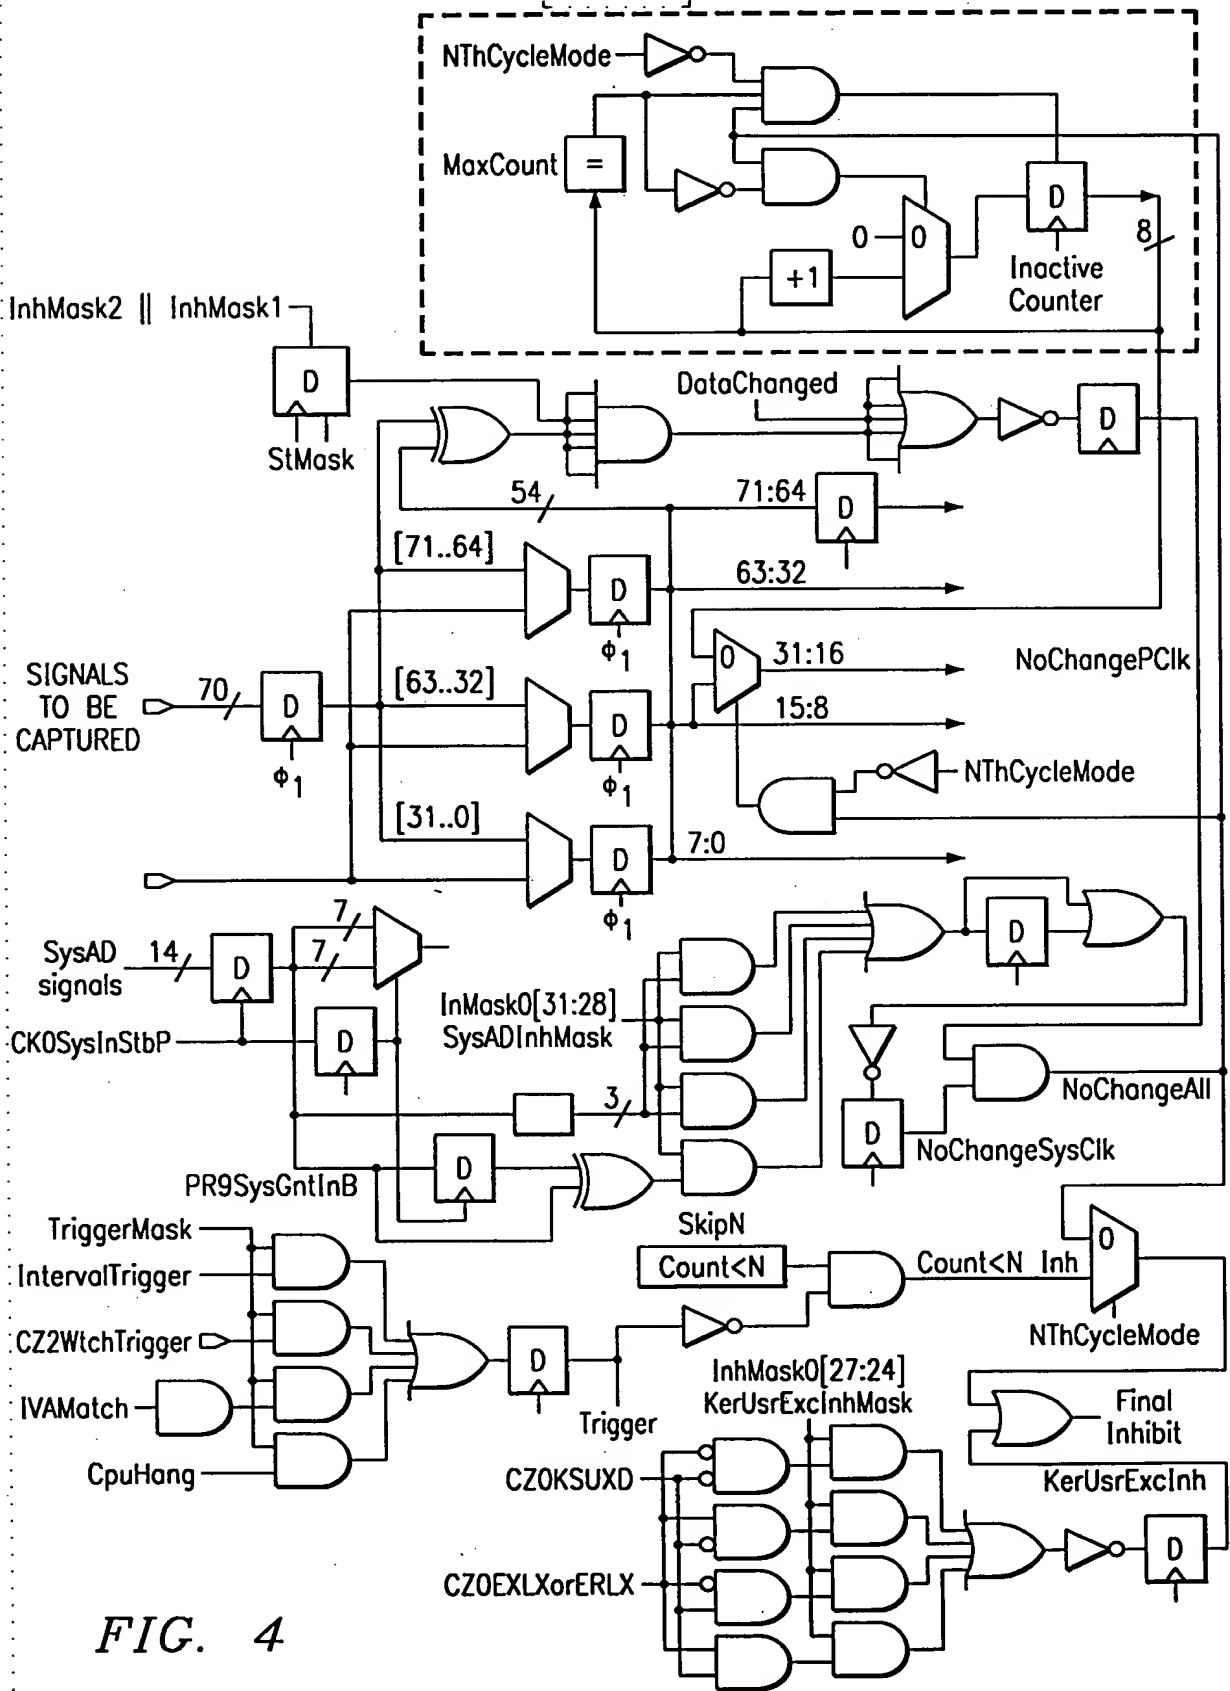 NThCycleMode
MaxCount
=
D
0
0
+1
8
Inactive
Counter
InhMask2 || InhMask1
D
StMask
DataChanged
D
54
71:64
D
[71..64]
D
63:32
ϕ1
0
31:16
NoChangePClk
SIGNALS
TO BE
CAPTURED
70
D
ϕ1
[63..32]
D
15:8
ϕ1
NThCycleMode
[31..0]
D
7:0
ϕ1
7
SysAD
signals
14
D
7
D
InMask0[31:28]
SysADInhMask
CK0SysInStbP
D
3
NoChangeAll
D
NoChangeSysClk
PR9SysGntInB
D
TriggerMask
SkipN
Count<N
Count<N Inh
0
IntervalTrigger
NThCycleMode
CZ2WtchTrigger
D
InhMask0[27:24]
KerUsrExcInhMask
IVAMatch
Trigger
Final
Inhibit
CpuHang
CZ0KSUXD
KerUsrExcInh
D
CZ0EXLXorERLX
FIG. 4